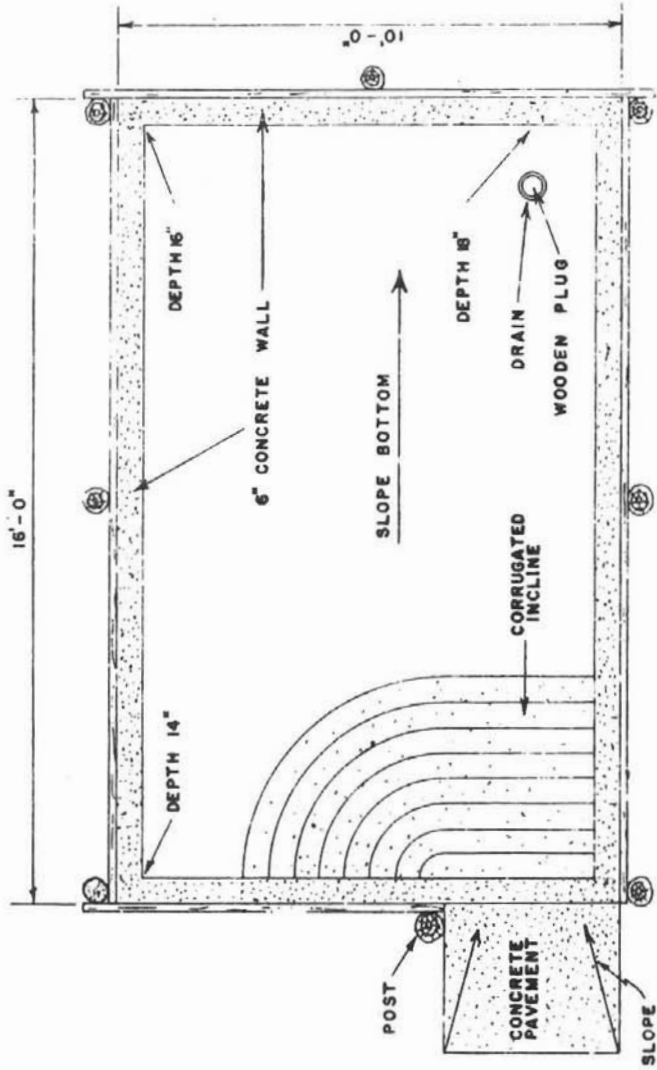 16'-0"
10'-0"
DEPTH 14"
DEPTH 16"
6" CONCRETE WALL
SLOPE BOTTOM
DEPTH 18"
DRAIN
WOODEN PLUG
CORRUGATED
INCLINE
POST
CONCRETE
PAVEMENT
SLOPE